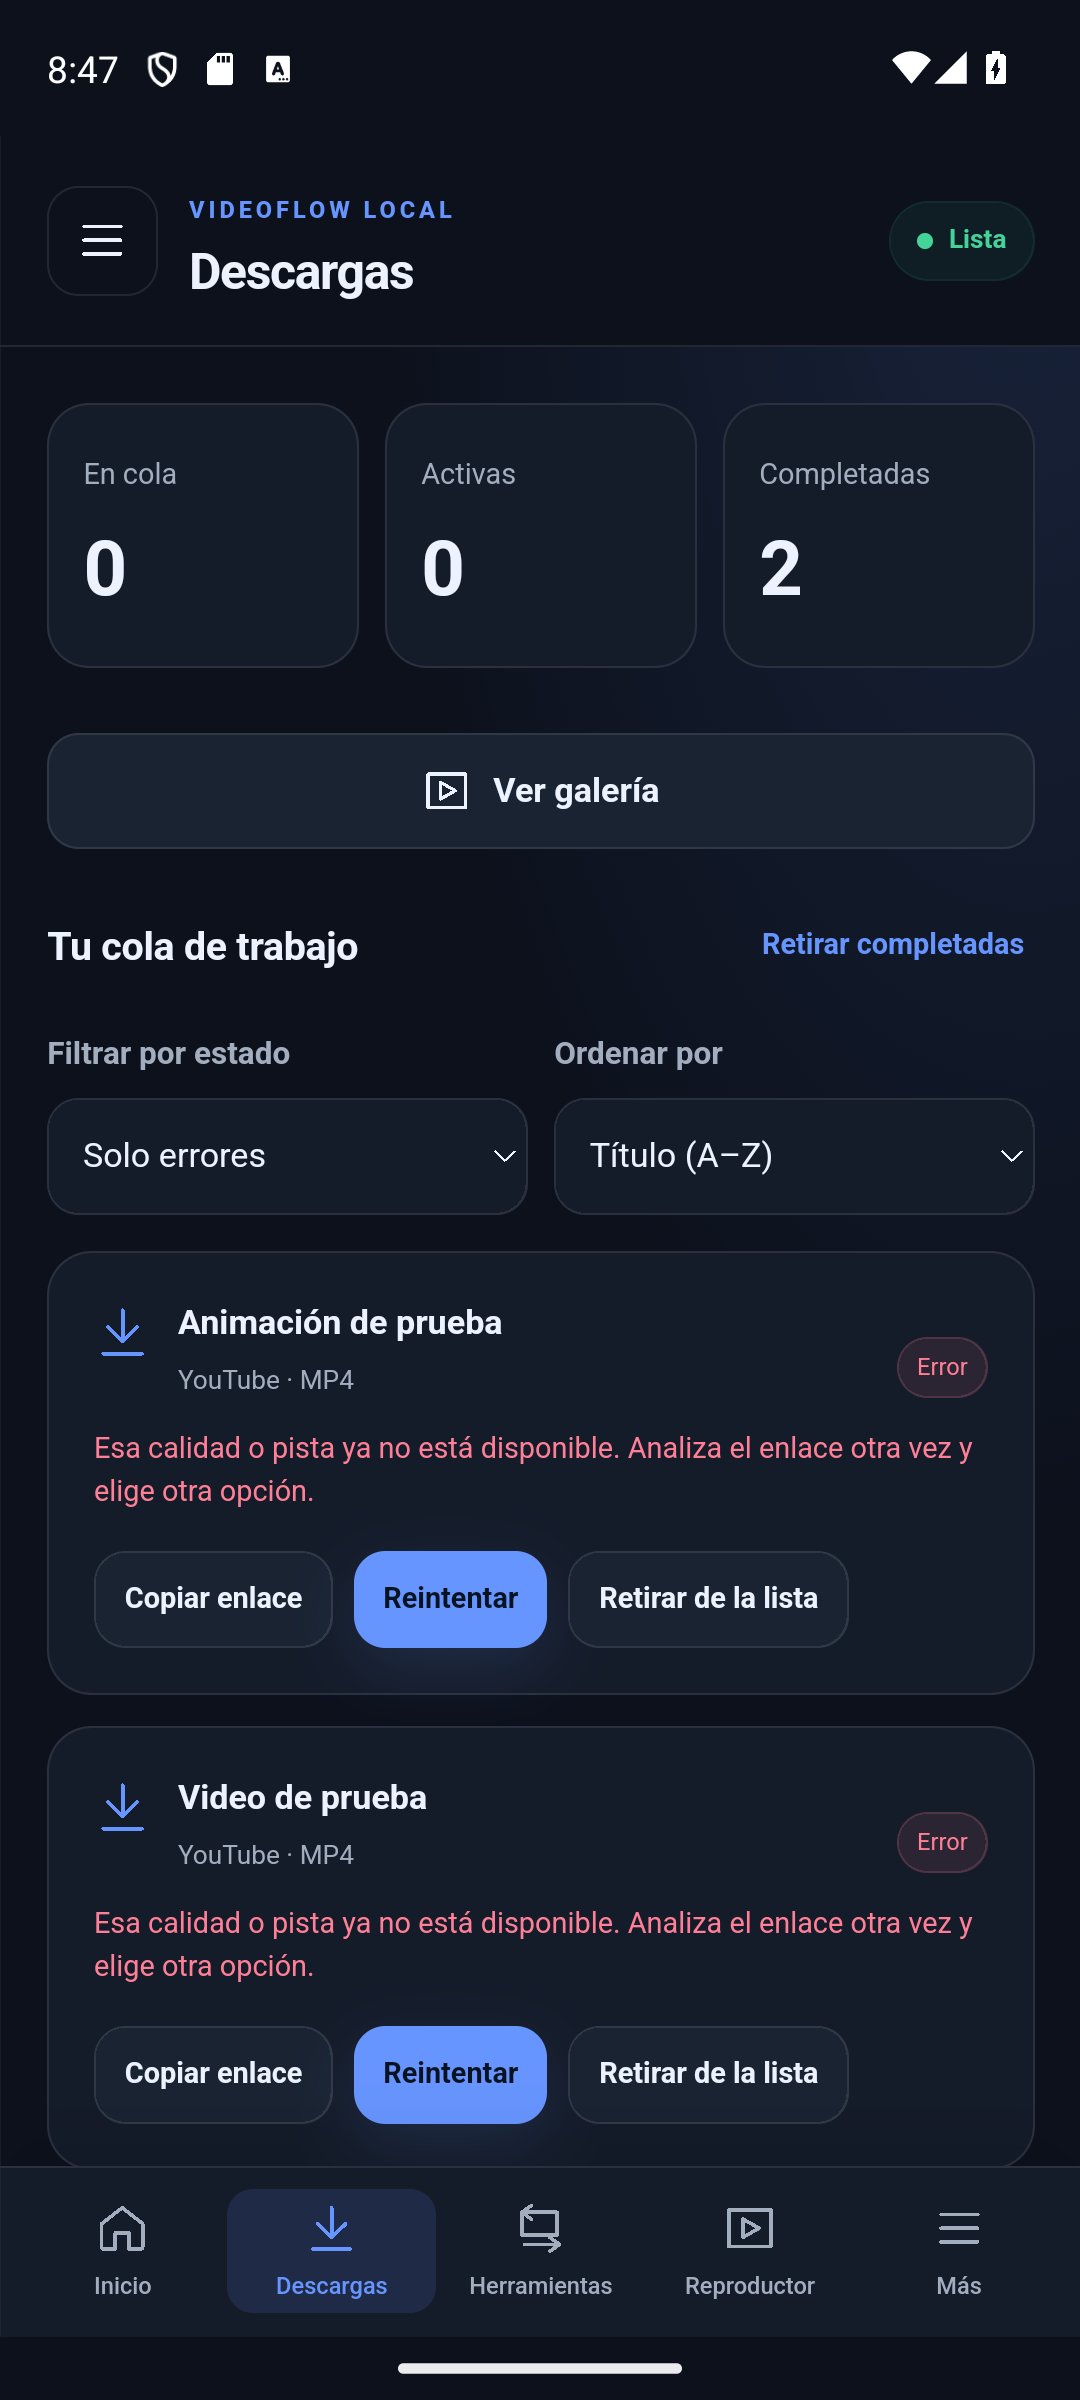 8:47
VIDEOFLOW LOCAL
Descargas
Lista
En cola
Activas
Completadas
0
0
2
Ver galería
Tu cola de trabajo
Retirar completadas
Filtrar por estado
Ordenar por
Solo errores
Título (A–Z)
Animación de prueba
YouTube · MP4
Error
Esa calidad o pista ya no está disponible. Analiza el enlace otra vez y
elige otra opción.
Copiar enlace
Reintentar
Retirar de la lista
Video de prueba
YouTube · MP4
Error
Esa calidad o pista ya no está disponible. Analiza el enlace otra vez y
elige otra opción.
Copiar enlace
Reintentar
Retirar de la lista
Inicio
Descargas
Herramientas
Reproductor
Más